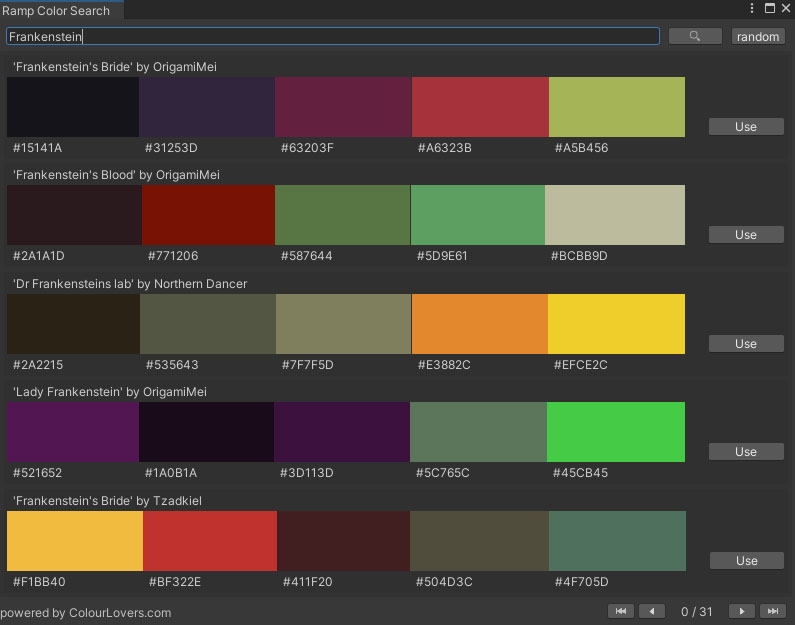 Ramp Color Search
Frankenstein
random
'Frankenstein's Bride' by OrigamiMei
Use
#15141A #31253D #63203F #A6323B #A5B456
'Frankenstein's Blood' by OrigamiMei
Use
#2A1A1D #771206 #587644 #5D9E61 #BCBB9D
'Dr Frankensteins lab' by Northern Dancer
Use
#2A2215 #535643 #7F7F5D #E3882C #EFCE2C
'Lady Frankenstein' by OrigamiMei
Use
#521652 #1A0B1A #3D113D #5C765C #45CB45
'Frankenstein's Bride' by Tzadkiel
Use
#F1BB40 #BF322E #411F20 #504D3C #4F705D
powered by ColourLovers.com
0 / 31